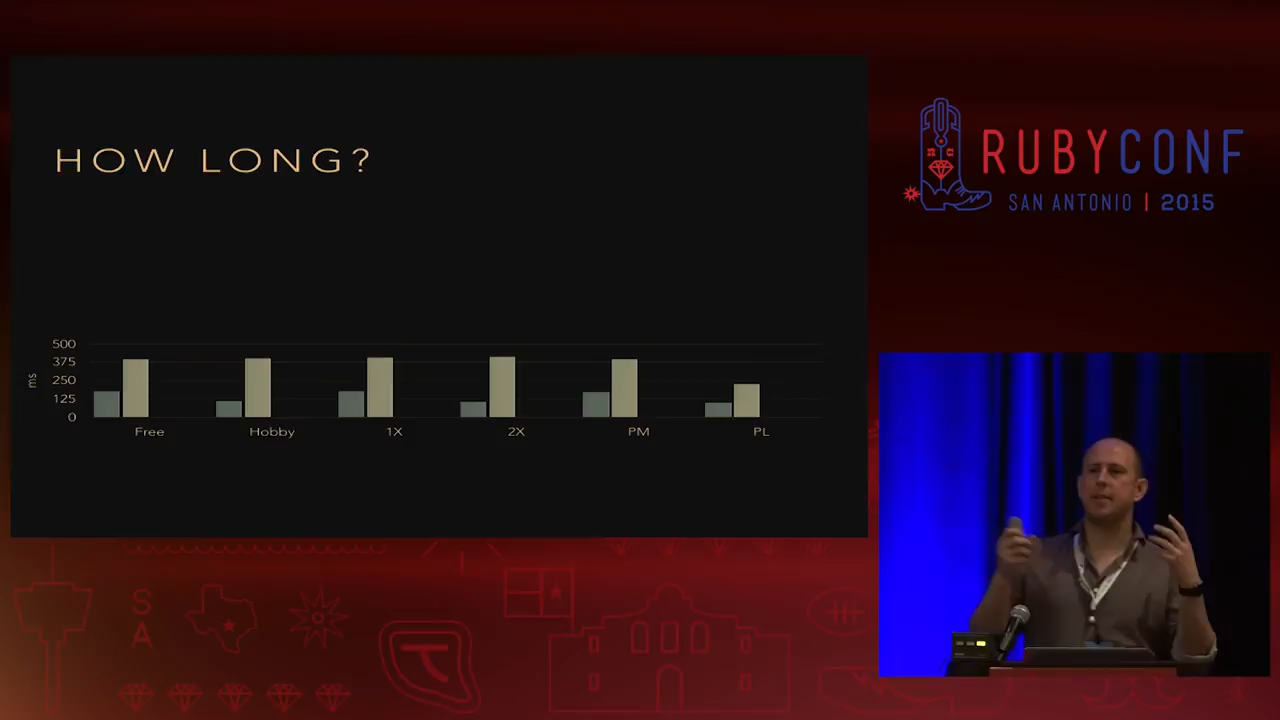 HOW LONG?
500
375
250
125
0
ms
Free Hobby 1X 2X PM PL
RUBYCONF
SAN ANTONIO | 2015
S
A